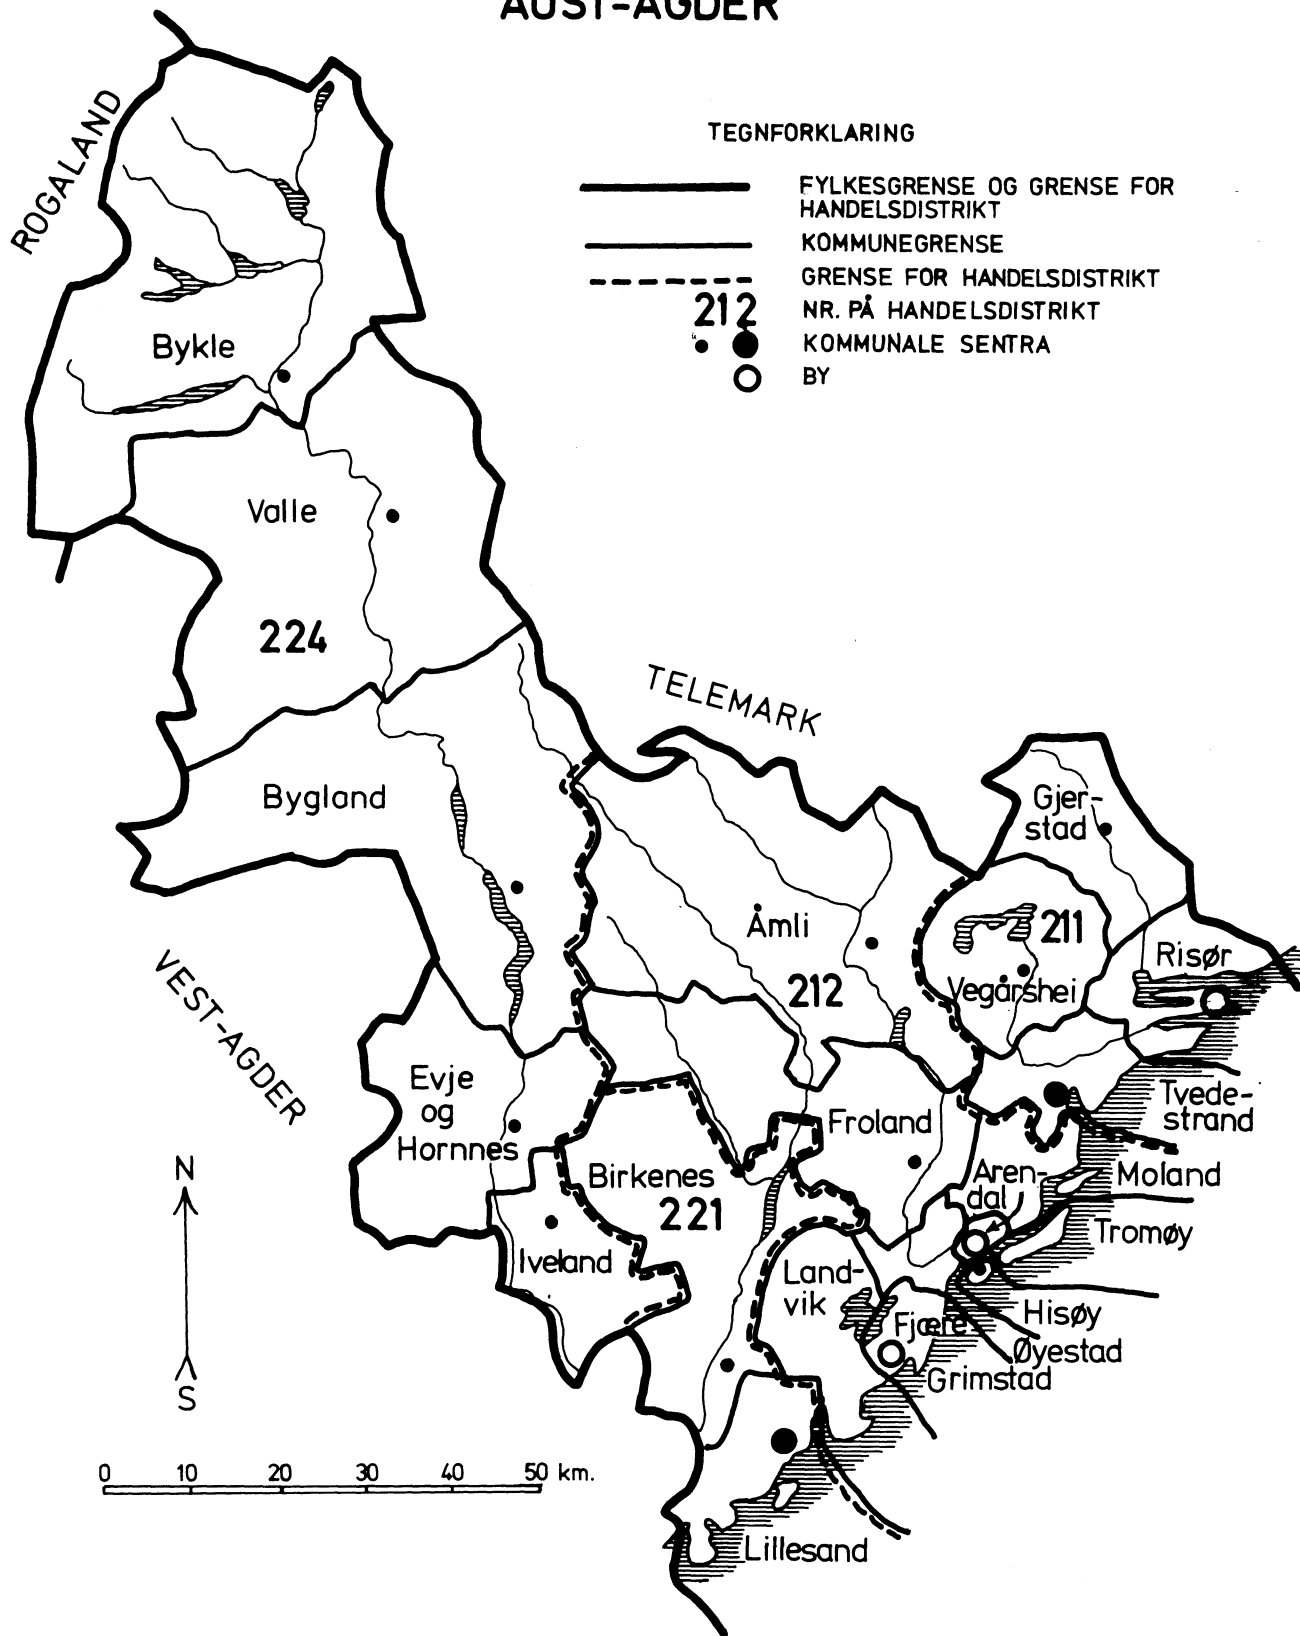 AUST-AGDER
ROGALAND
TEGNFORKLARING
FYLKESGRENSE OG GRENSE FOR
HANDELSDISTRIKT
KOMMUNEGRENSE
GRENSE FOR HANDELSDISTRIKT
212
NR. PÅ HANDELSDISTRIKT
KOMMUNALE SENTRA
BY
Bykle
Valle
224
TELEMARK
Bygland
Gjer-
stad
Åmli
211
Risør
VEST-AGDER
212
Vegårshei
Evje
og
Hornnes
Froland
Tvede-
strand
Birkenes
221
Aren-
dal
Moland
Tromøy
Iveland
Land-
vik
Hisøy
Fjære
Øyestad
Grimstad
N
S
0 10 20 30 40 50 km.
Lillesand